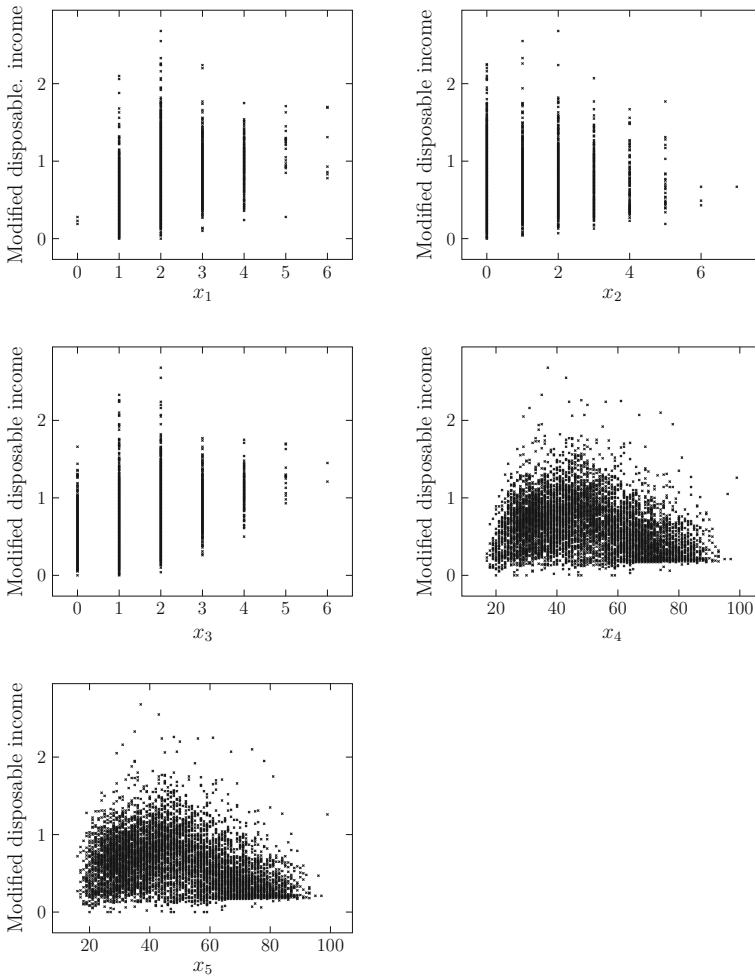 Modified disposable. income
2
1
0
0 1 2 3 4 5 6
x₁
Modified disposable income
2
1
0
0 2 4 6
x₂
Modified disposable income
2
1
0
0 1 2 3 4 5 6
x₃
Modified disposable income
2
1
0
20 40 60 80 100
x₄
Modified disposable income
2
1
0
20 40 60 80 100
x₅